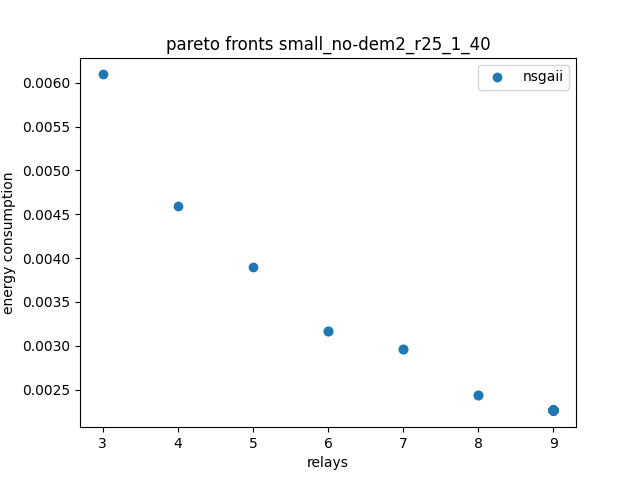 pareto fronts small_no-dem2_r25_1_40
nsgaii
0.0060
0.0055
0.0050
0.0045
0.0040
0.0035
0.0030
0.0025
energy consumption
3 4 5 6 7 8 9
relays